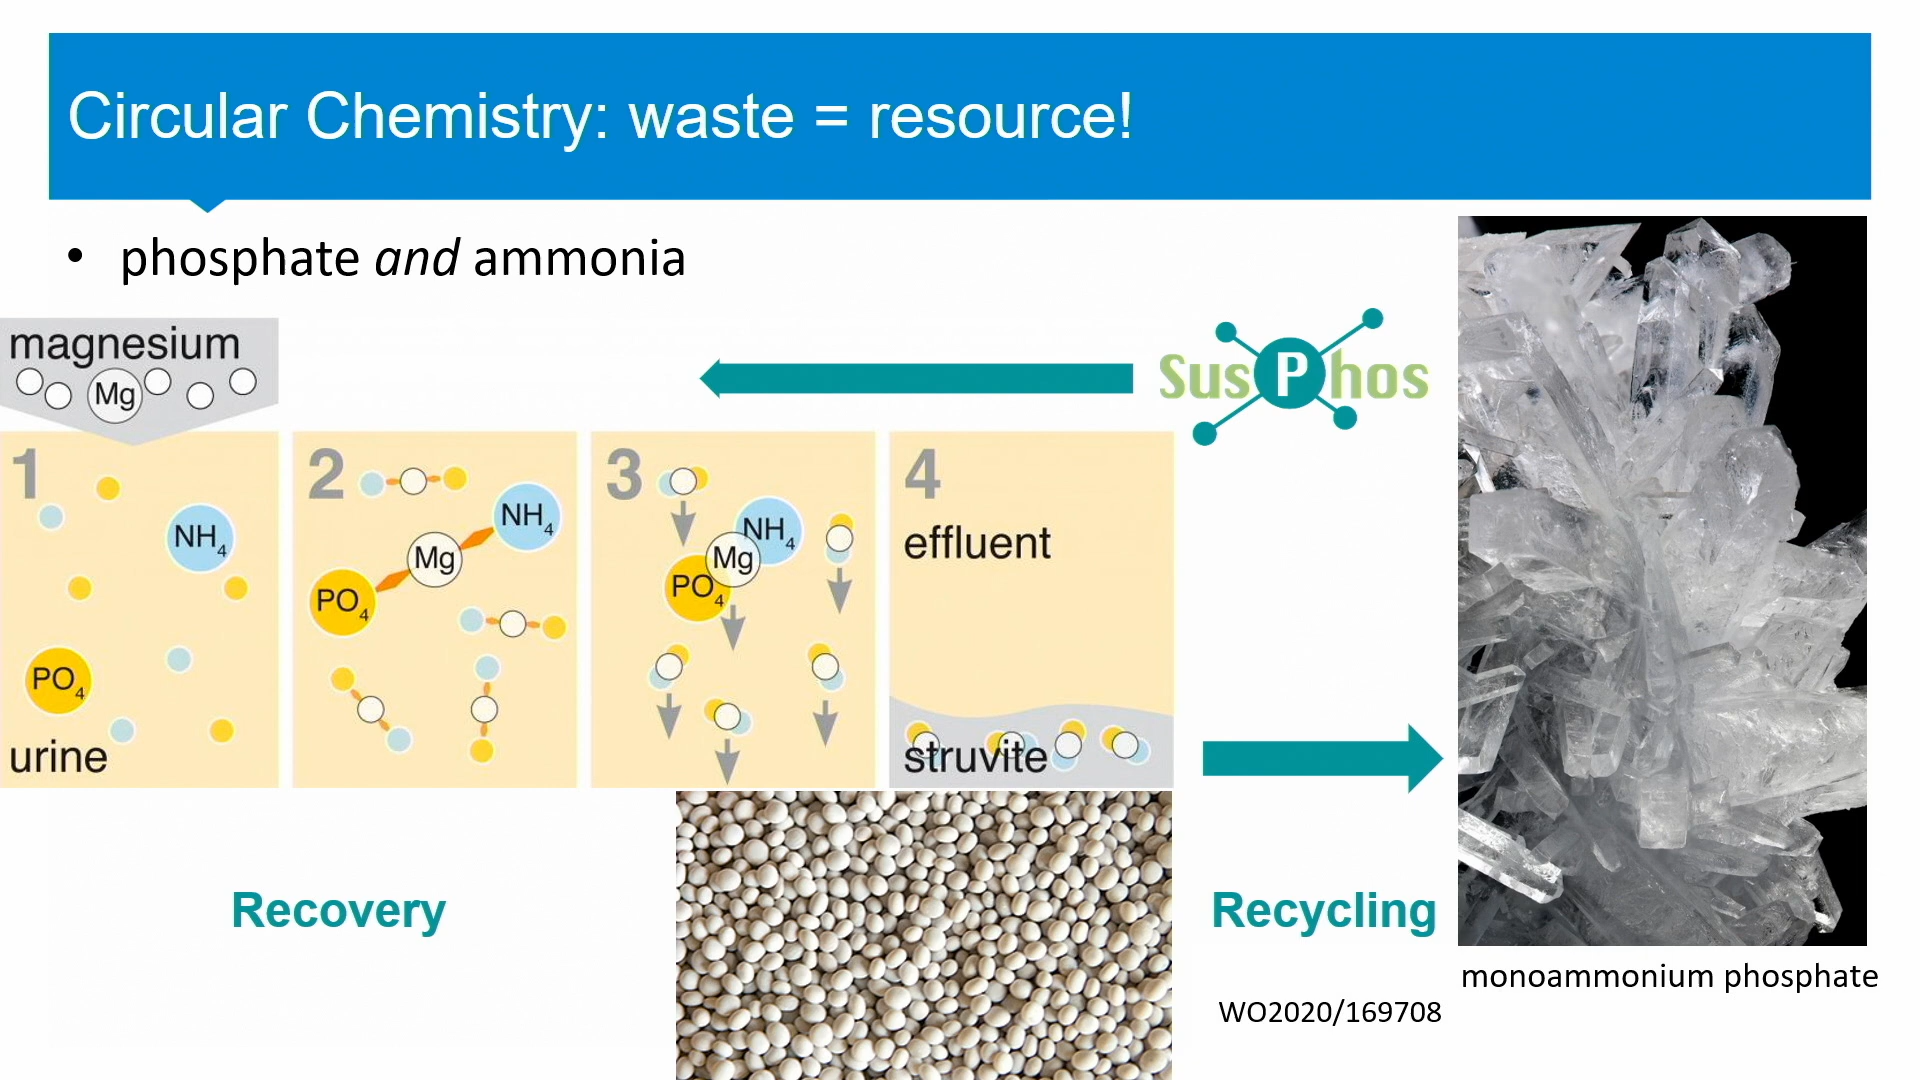 Circular Chemistry: waste = resource!
• phosphate and ammonia
magnesium
Mg
SusPhos
1
NH4
PO4
urine
2
NH4
Mg
PO4
3
NH4
Mg
PO4
4
effluent
struvite
Recovery
Recycling
monoammonium phosphate
WO2020/169708